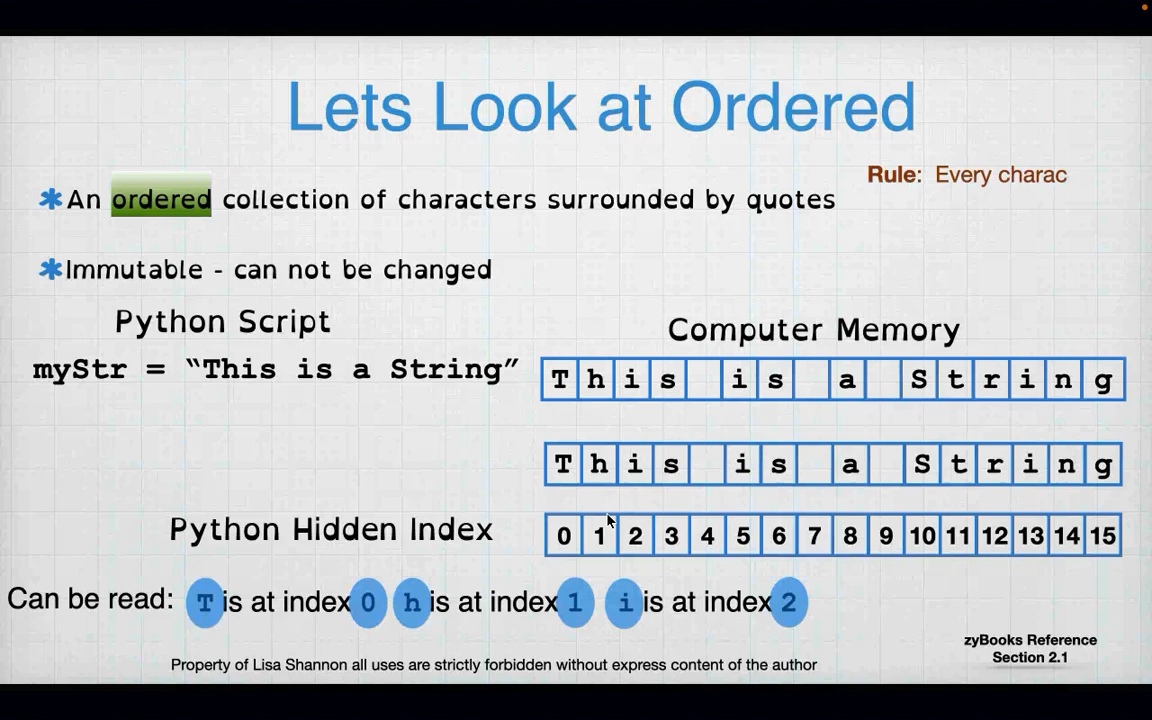 Lets Look at Ordered
Rule: Every charac
An ordered collection of characters surrounded by quotes
Immutable - can not be changed
Python Script
Computer Memory
myStr = “This is a String”
T h i s i s a S t r i n g
T h i s i s a S t r i n g
Python Hidden Index
0 1 2 3 4 5 6 7 8 9 10 11 12 13 14 15
Can be read: T is at index 0 h is at index 1 i is at index 2
zyBooks Reference
Section 2.1
Property of Lisa Shannon all uses are strictly forbidden without express content of the author